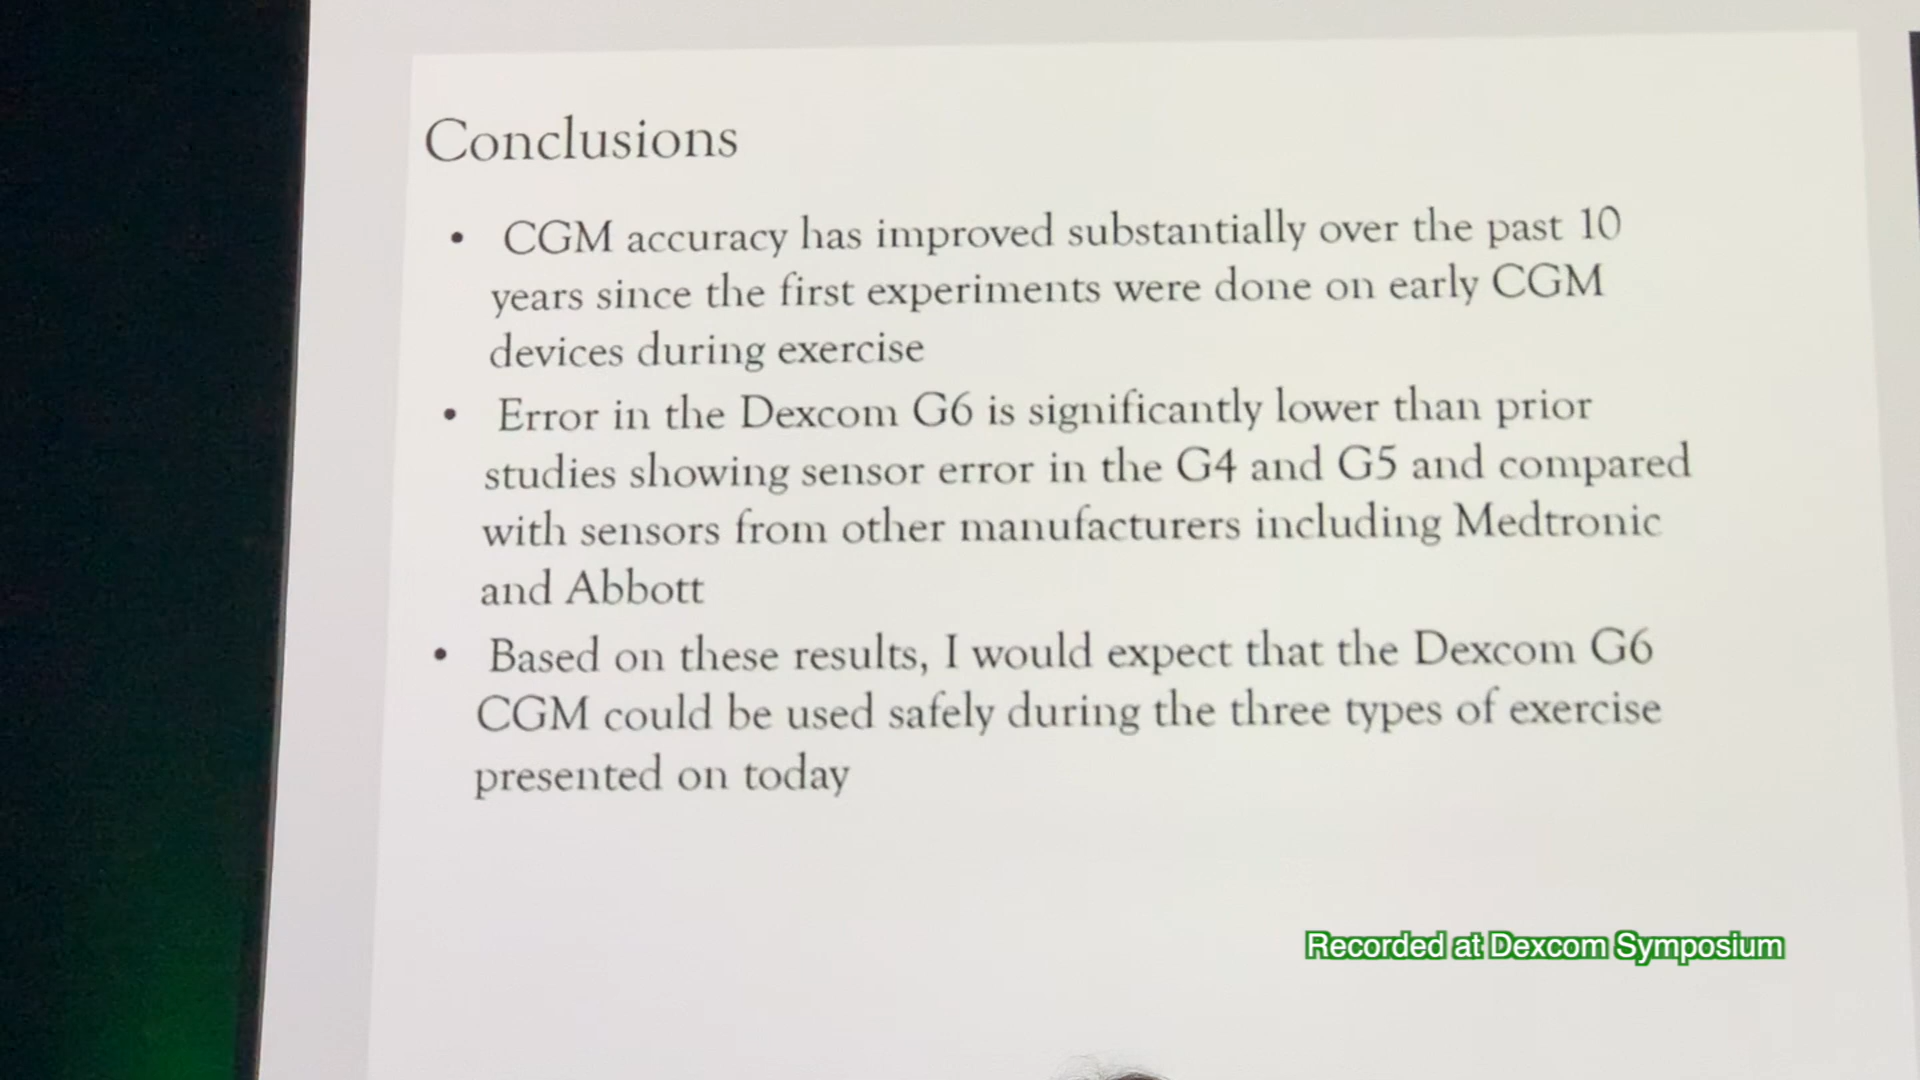 Conclusions
• CGM accuracy has improved substantially over the past 10
years since the first experiments were done on early CGM
devices during exercise
• Error in the Dexcom G6 is significantly lower than prior
studies showing sensor error in the G4 and G5 and compared
with sensors from other manufacturers including Medtronic
and Abbott
• Based on these results, I would expect that the Dexcom G6
CGM could be used safely during the three types of exercise
presented on today
Recorded at Dexcom Symposium